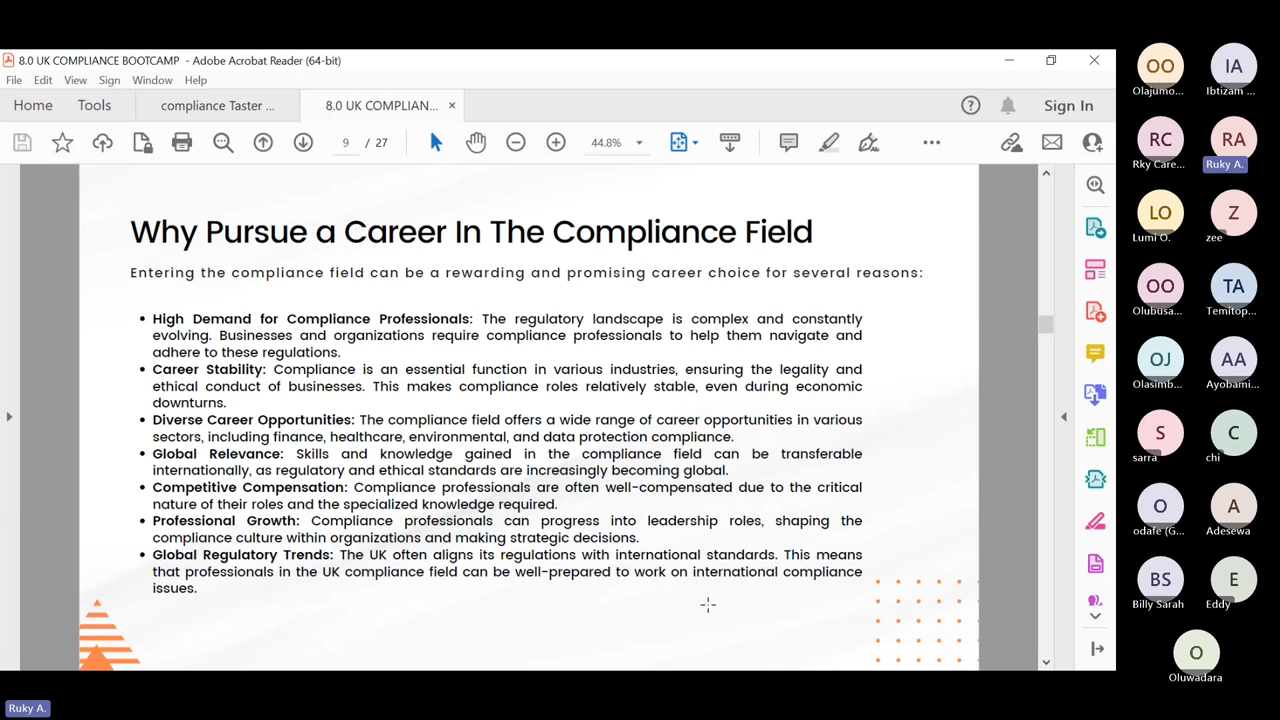 8.0 UK COMPLIANCE BOOTCAMP - Adobe Acrobat Reader (64-bit)
File Edit View Sign Window Help
Home Tools compliance Taster ... 8.0 UK COMPLIAN... × Sign In
9 / 27 44.8%
Why Pursue a Career In The Compliance Field
Entering the compliance field can be a rewarding and promising career choice for several reasons:
• High Demand for Compliance Professionals: The regulatory landscape is complex and constantly
evolving. Businesses and organizations require compliance professionals to help them navigate and
adhere to these regulations.
• Career Stability: Compliance is an essential function in various industries, ensuring the legality and
ethical conduct of businesses. This makes compliance roles relatively stable, even during economic
downturns.
• Diverse Career Opportunities: The compliance field offers a wide range of career opportunities in various
sectors, including finance, healthcare, environmental, and data protection compliance.
• Global Relevance: Skills and knowledge gained in the compliance field can be transferable
internationally, as regulatory and ethical standards are increasingly becoming global.
• Competitive Compensation: Compliance professionals are often well-compensated due to the critical
nature of their roles and the specialized knowledge required.
• Professional Growth: Compliance professionals can progress into leadership roles, shaping the
compliance culture within organizations and making strategic decisions.
• Global Regulatory Trends: The UK often aligns its regulations with international standards. This means
that professionals in the UK compliance field can be well-prepared to work on international compliance
issues.
Ruky A.
OO IA
Olajumo... Ibtizam ...
RC RA
Rky Care... Ruky A.
LO Z
Lumi O. zee
OO TA
Olubusa... Temitop...
OJ AA
Olasimb... Ayobami...
S C
sarra chi
O A
odafe (G... Adesewa
BS E
Billy Sarah Eddy
O
Oluwadara